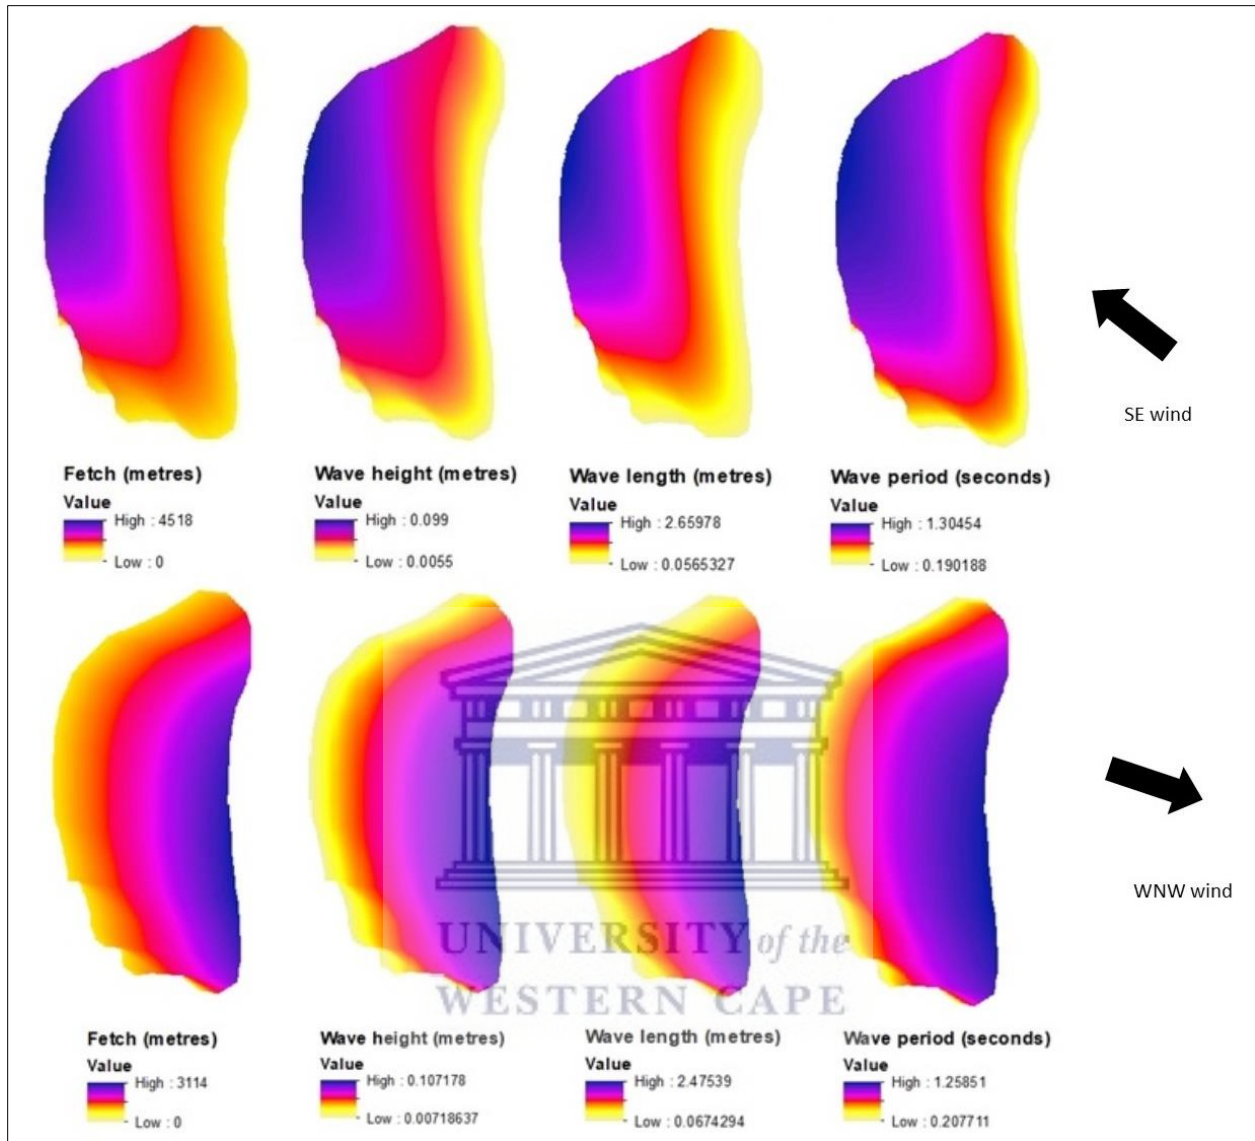 Fetch (metres)
Value
High : 4518
Low : 0
Wave height (metres)
Value
High : 0.099
Low : 0.0055
Wave length (metres)
Value
High : 2.65978
Low : 0.0565327
Wave period (seconds)
Value
High : 1.30454
Low : 0.190188
SE wind
Fetch (metres)
Value
High : 3114
Low : 0
Wave height (metres)
Value
High : 0.107178
Low : 0.00718637
Wave length (metres)
Value
High : 2.47539
Low : 0.0674294
Wave period (seconds)
Value
High : 1.25851
Low : 0.207711
WNW wind
UNIVERSITY of the
WESTERN CAPE